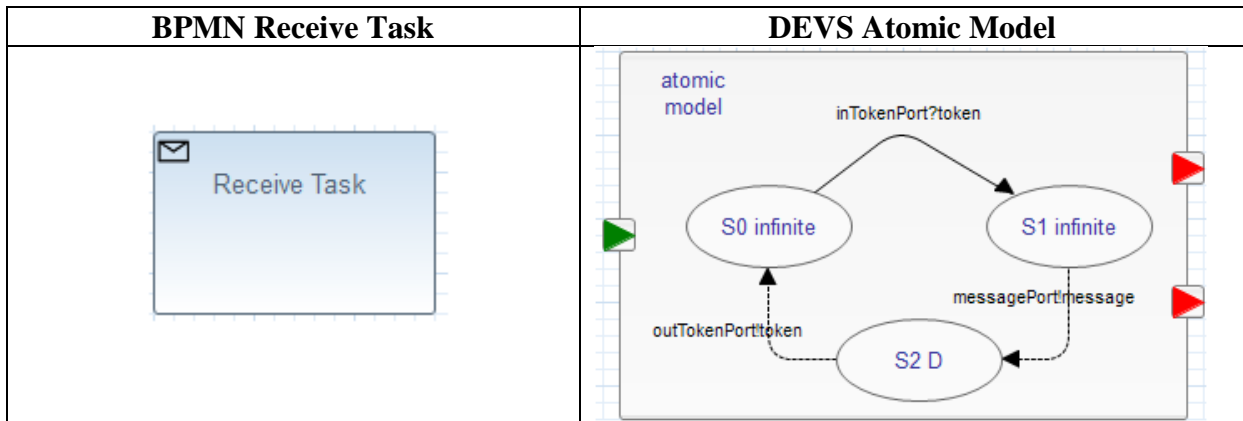 BPMN Receive Task
DEVS Atomic Model
Receive Task
atomic
model
inTokenPort?token
S0 infinite
S1 infinite
messagePort!message
outTokenPort!token
S2 D